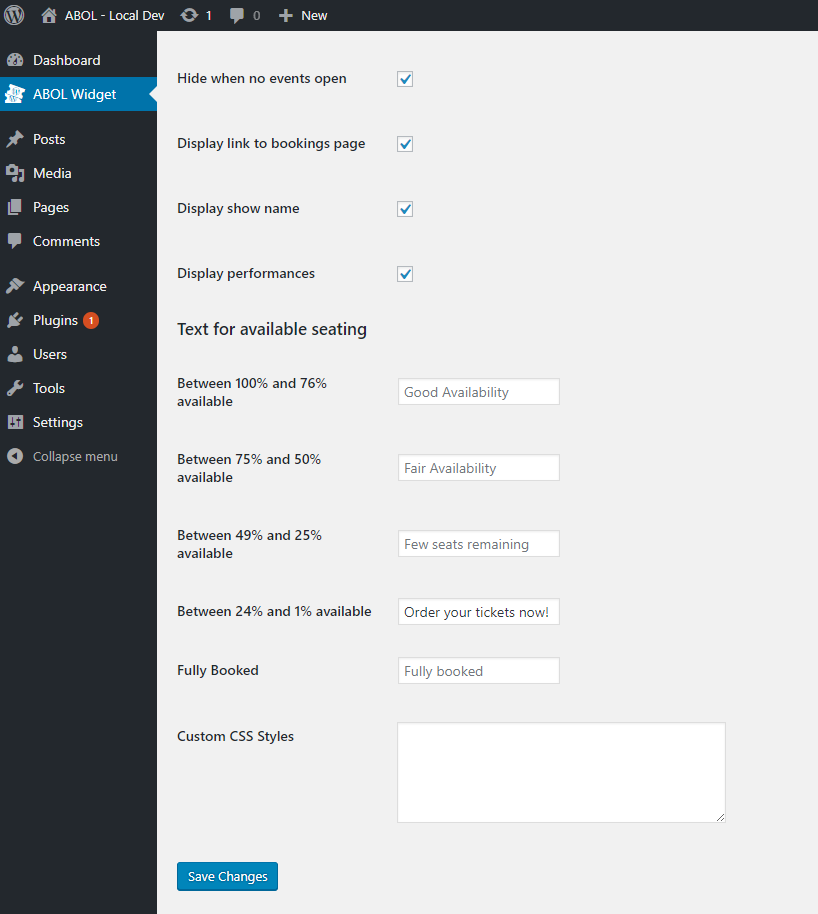 ABOL - Local Dev 1 0 New
Dashboard
ABOL Widget
Posts
Media
Pages
Comments
Appearance
Plugins 1
Users
Tools
Settings
Collapse menu
Hide when no events open
Display link to bookings page
Display show name
Display performances
Text for available seating
Between 100% and 76%
available
Good Availability
Between 75% and 50%
available
Fair Availability
Between 49% and 25%
available
Few seats remaining
Between 24% and 1% available
Order your tickets now!
Fully Booked
Fully booked
Custom CSS Styles
Save Changes